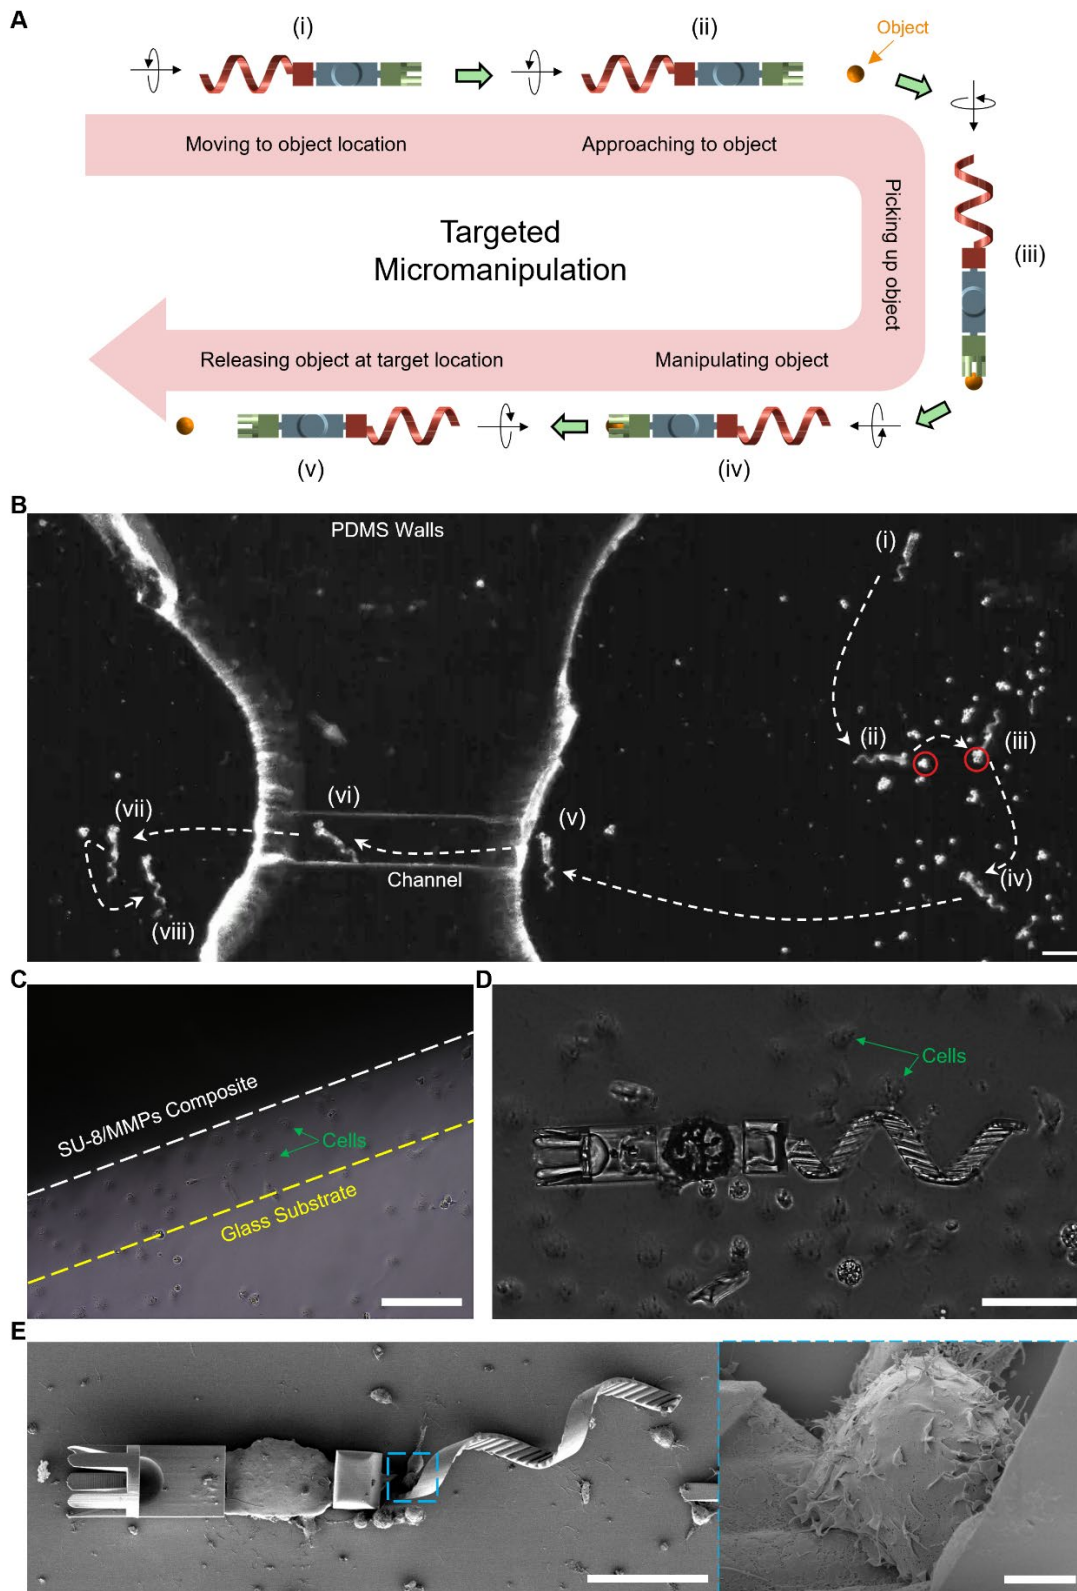 A
(i)
(ii)
Object
Moving to object location
Approaching to object
Picking up object
(iii)
Targeted
Micromanipulation
Releasing object at target location
Manipulating object
(v)
(iv)
B
PDMS Walls
(i)
(ii)
(iii)
(vi)
(v)
(vii)
(iv)
Channel
(viii)
C
SU-8/MMPs Composite
Cells
Glass Substrate
D
Cells
E